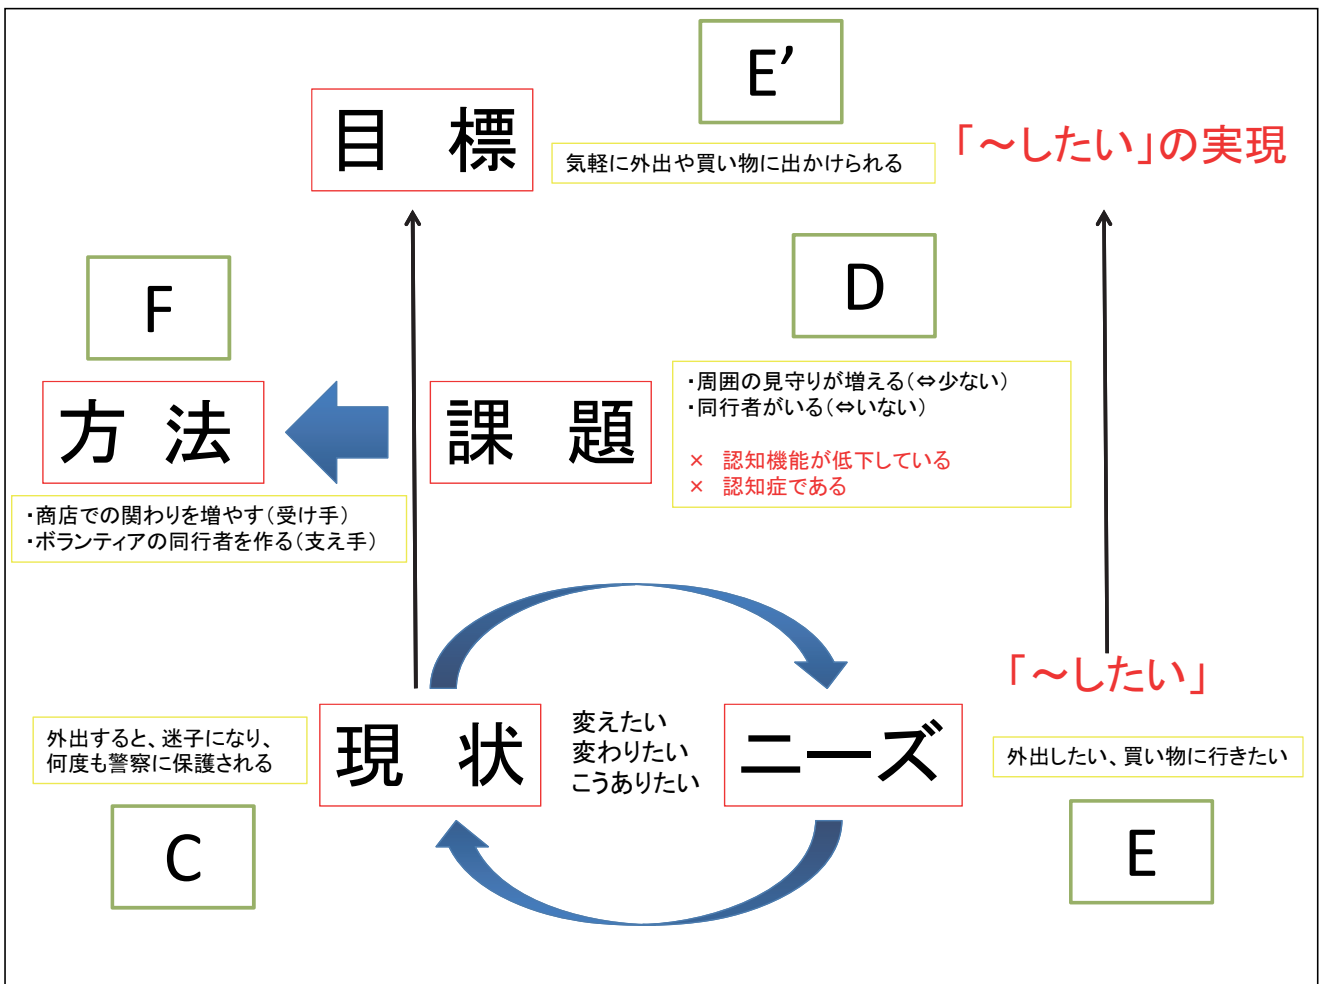 E’
目　標
「～したい」の実現
気軽に外出や買い物に出かけられる
F
D
方　法
課　題
・周囲の見守りが増える（⇔少ない）
・同行者がいる（⇔いない）
×　認知機能が低下している
×　認知症である
・商店での関わりを増やす（受け手）
・ボランティアの同行者を作る（支え手）
「～したい」
外出すると、迷子になり、
何度も警察に保護される
現　状
変えたい
変わりたい
こうありたい
ニーズ
外出したい、買い物に行きたい
C
E